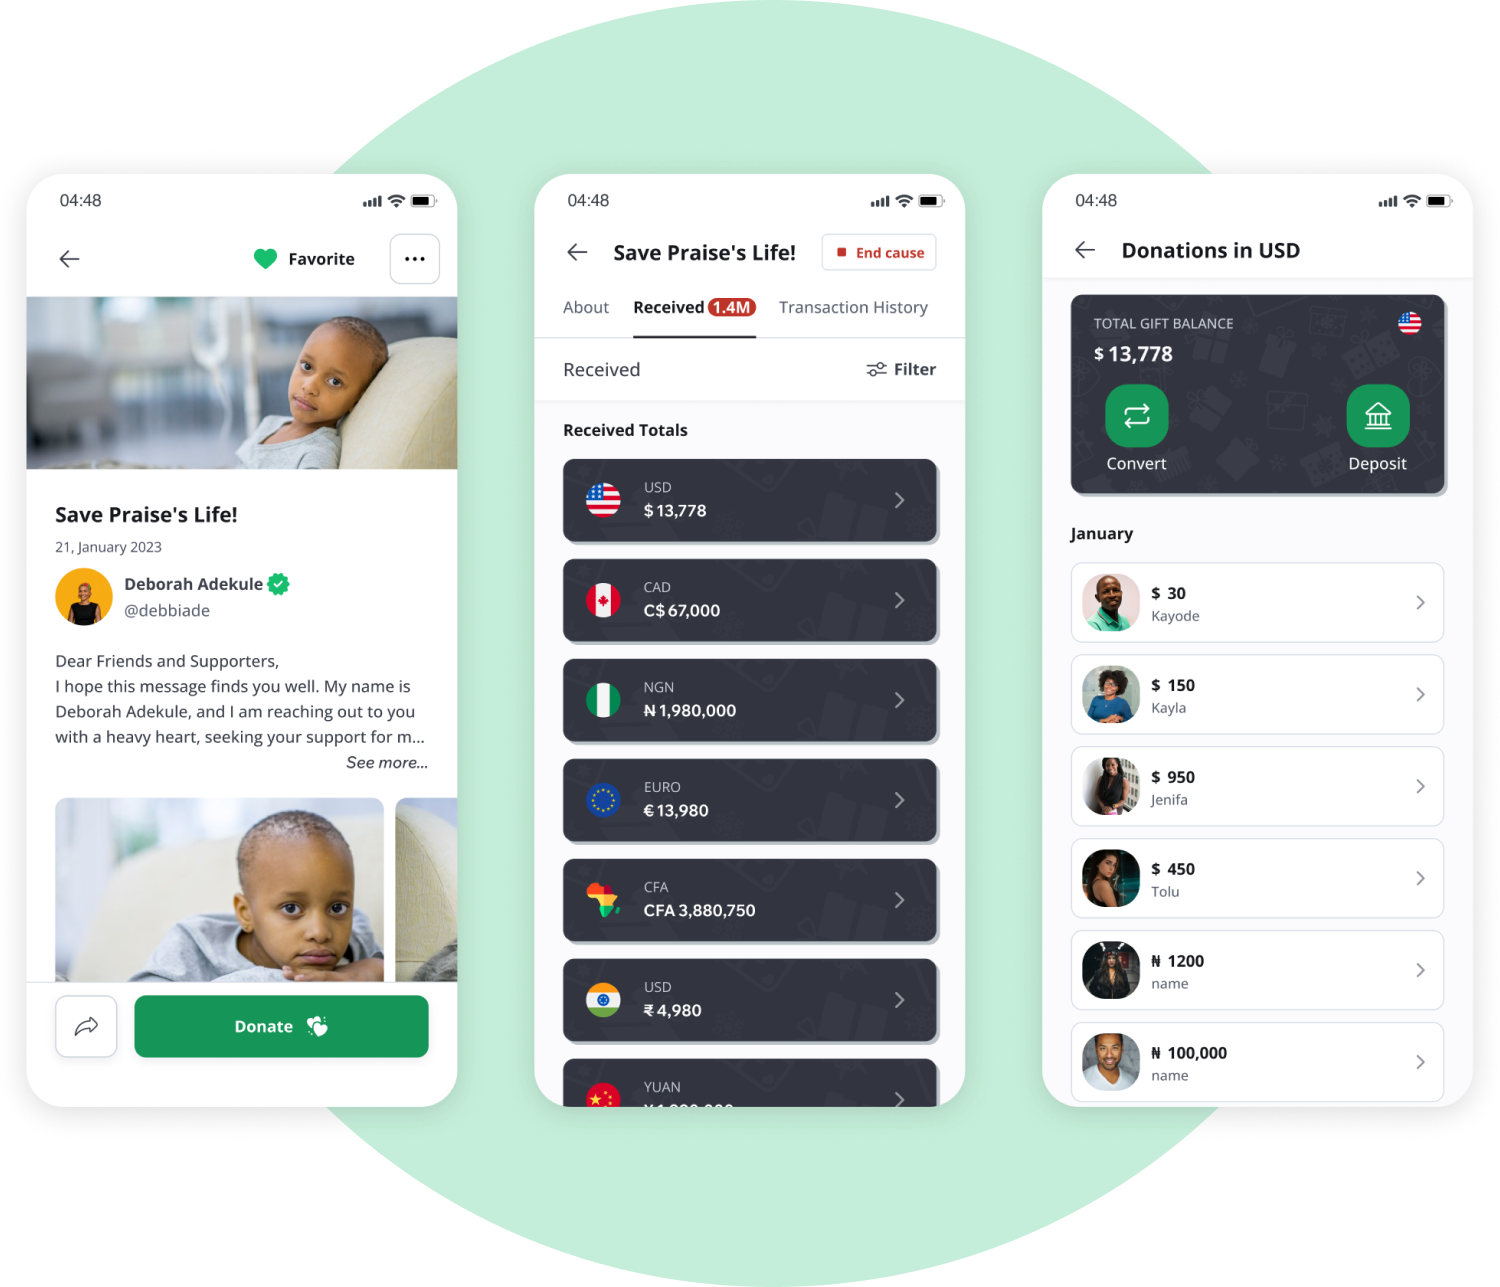 04:48
Favorite
Save Praise's Life!
21, January 2023
Deborah Adekule
@debbiade
Dear Friends and Supporters,
I hope this message finds you well. My name is
Deborah Adekule, and I am reaching out to you
with a heavy heart, seeking your support for m...
See more...
Donate
04:48
Save Praise's Life!
End cause
About
Received 1.4M
Transaction History
Received
Filter
Received Totals
USD
$ 13,778
CAD
C$ 67,000
NGN
₦ 1,980,000
EURO
€ 13,980
CFA
CFA 3,880,750
USD
₹ 4,980
YUAN
04:48
Donations in USD
TOTAL GIFT BALANCE
$ 13,778
Convert
Deposit
January
$ 30
Kayode
$ 150
Kayla
$ 950
Jenifa
$ 450
Tolu
₦ 1200
name
₦ 100,000
name